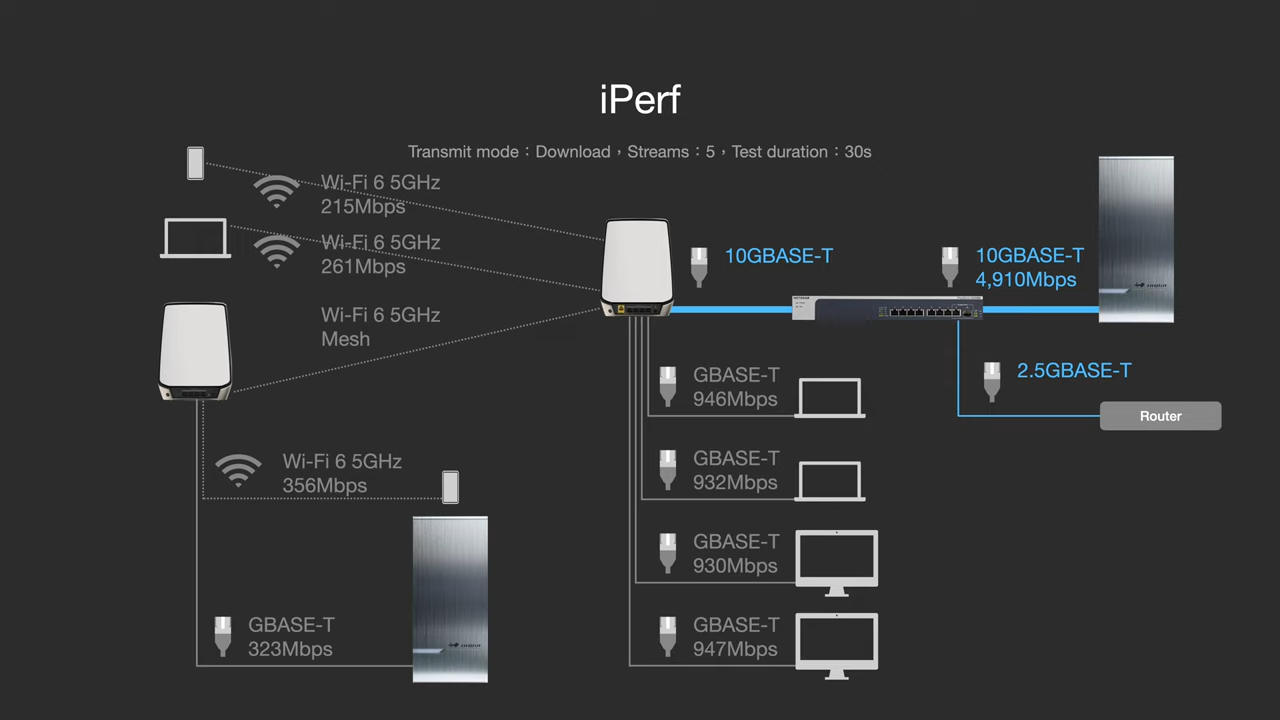 iPerf
Transmit mode：Download，Streams：5，Test duration：30s
Wi-Fi 6 5GHz
215Mbps
Wi-Fi 6 5GHz
261Mbps
Wi-Fi 6 5GHz
Mesh
10GBASE-T
10GBASE-T
4,910Mbps
NETGEAR
2.5GBASE-T
Router
GBASE-T
946Mbps
GBASE-T
932Mbps
GBASE-T
930Mbps
GBASE-T
947Mbps
Wi-Fi 6 5GHz
356Mbps
GBASE-T
323Mbps